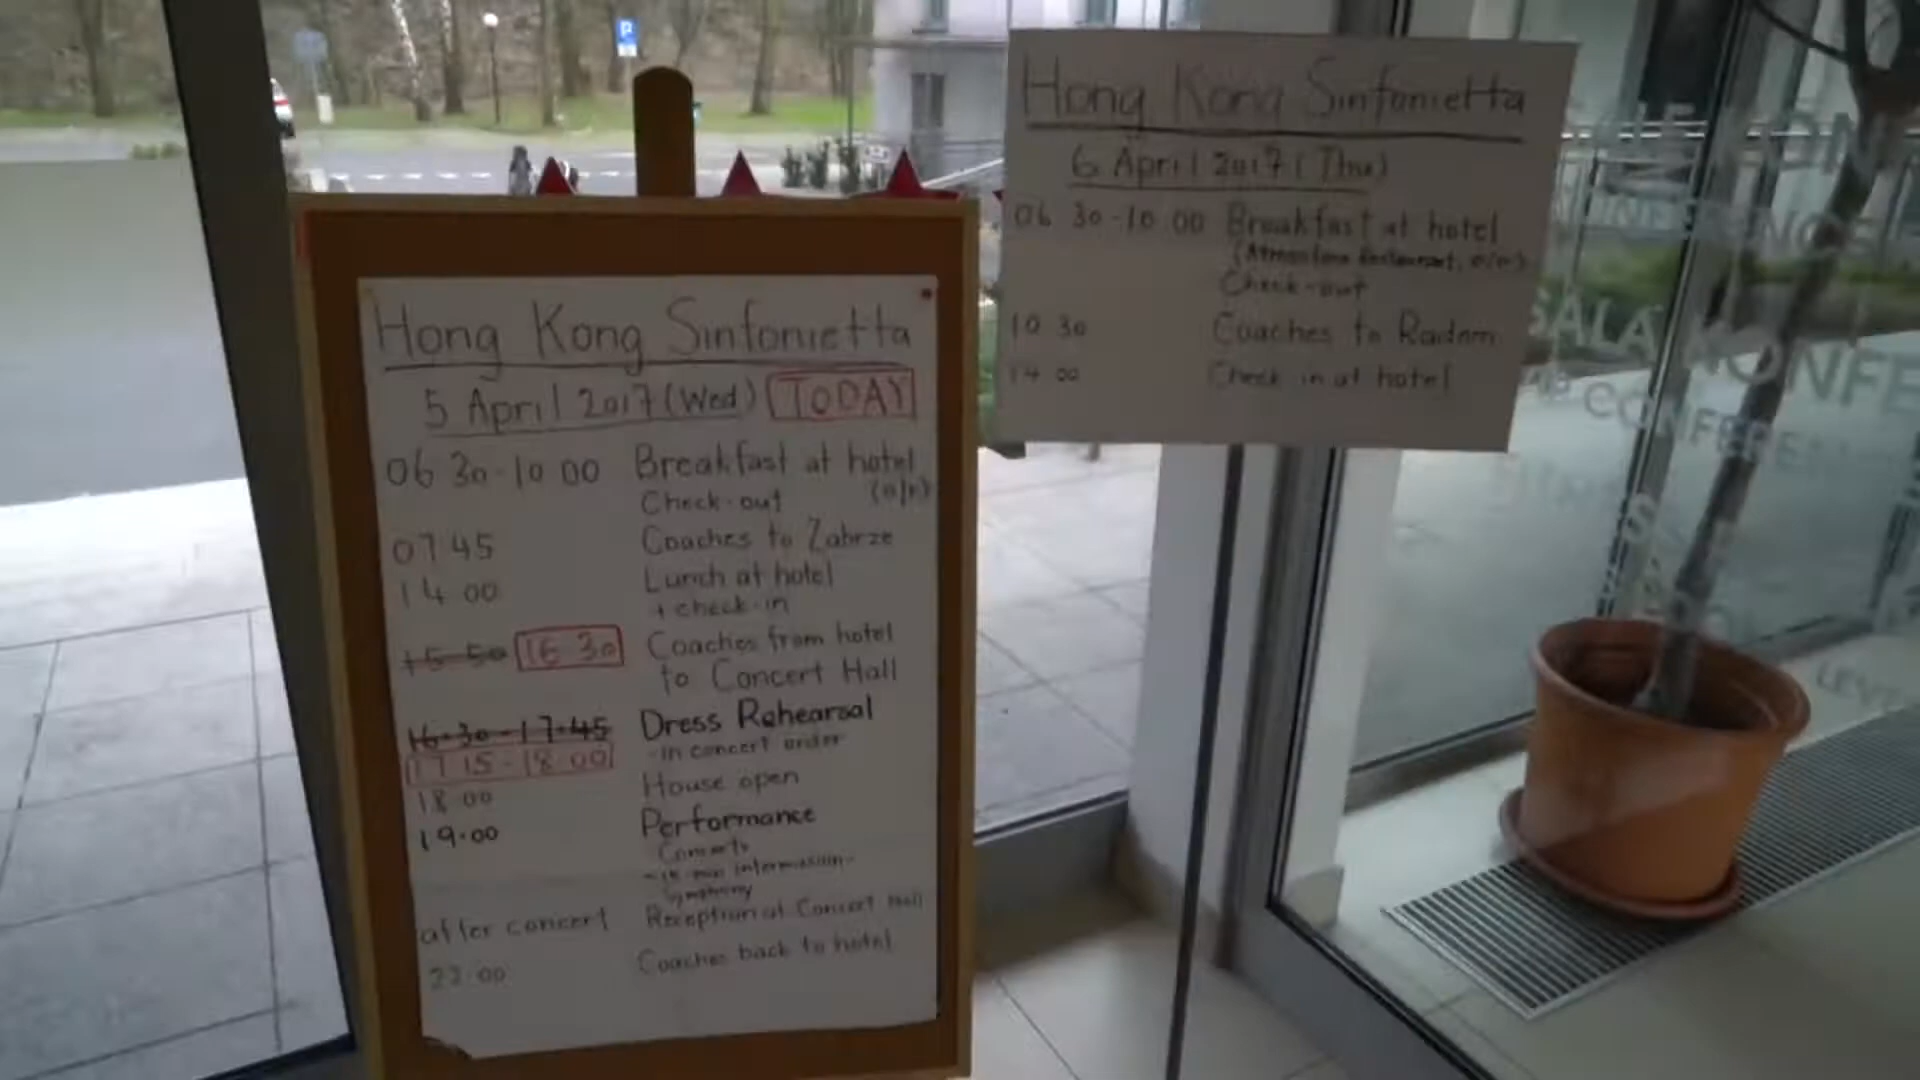 Hong Kong Sinfonietta
5 April 2017 (Wed) TODAY
06 30-10 00 Breakfast at hotel
Check-out (o/r)
07 45 Coaches to Zabrze
14 00 Lunch at hotel
+ check-in
15 50 16 30 Coaches from hotel
to Concert Hall
16.30-17.45 Dress Rehearsal
17 15-18 00 -in concert order
18.00 House open
19.00 Performance
Concerto
Symphony
after concert Reception at Concert Hall
22.00 Coaches back to hotel
Hong Kong Sinfonietta
6 April 2017 (Thu)
06 30-10 00 Breakfast at hotel
Check-out
10 30 Coaches to Radom
14 00 Check in at hotel
P